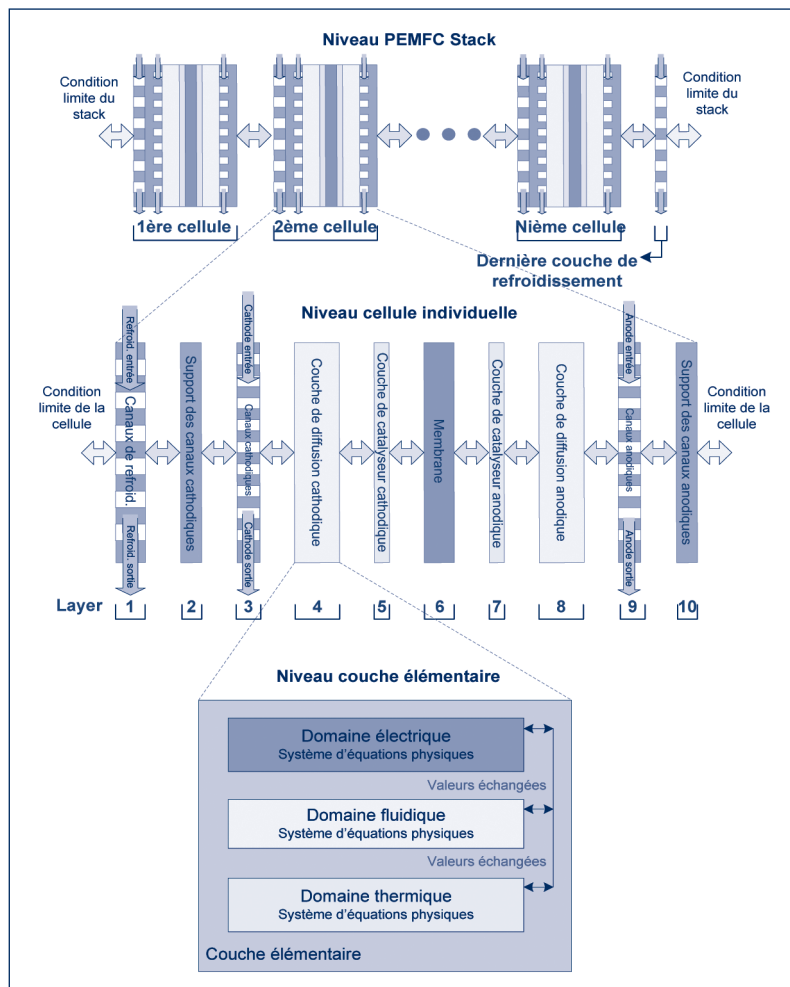 Niveau PEMFC Stack
Condition
limite du
stack
Condition
limite du
stack
1ère cellule
2ème cellule
Nième cellule
Dernière couche de
refroidissement
Niveau cellule individuelle
Condition
limite de la
cellule
Refroid. entrée
Canaux de refroid.
Refroid. sortie
Support des canaux cathodiques
Cathode entrée
Canaux cathodiques
Cathode sortie
Couche de diffusion cathodique
Couche de catalyseur cathodique
Membrane
Couche de catalyseur anodique
Couche de diffusion anodique
Anode entrée
Canaux anodiques
Anode sortie
Support des canaux anodiques
Condition
limite de la
cellule
Layer 1 2 3 4 5 6 7 8 9 10
Niveau couche élémentaire
Domaine électrique
Système d'équations physiques
Valeurs échangées
Domaine fluidique
Système d'équations physiques
Valeurs échangées
Domaine thermique
Système d'équations physiques
Couche élémentaire